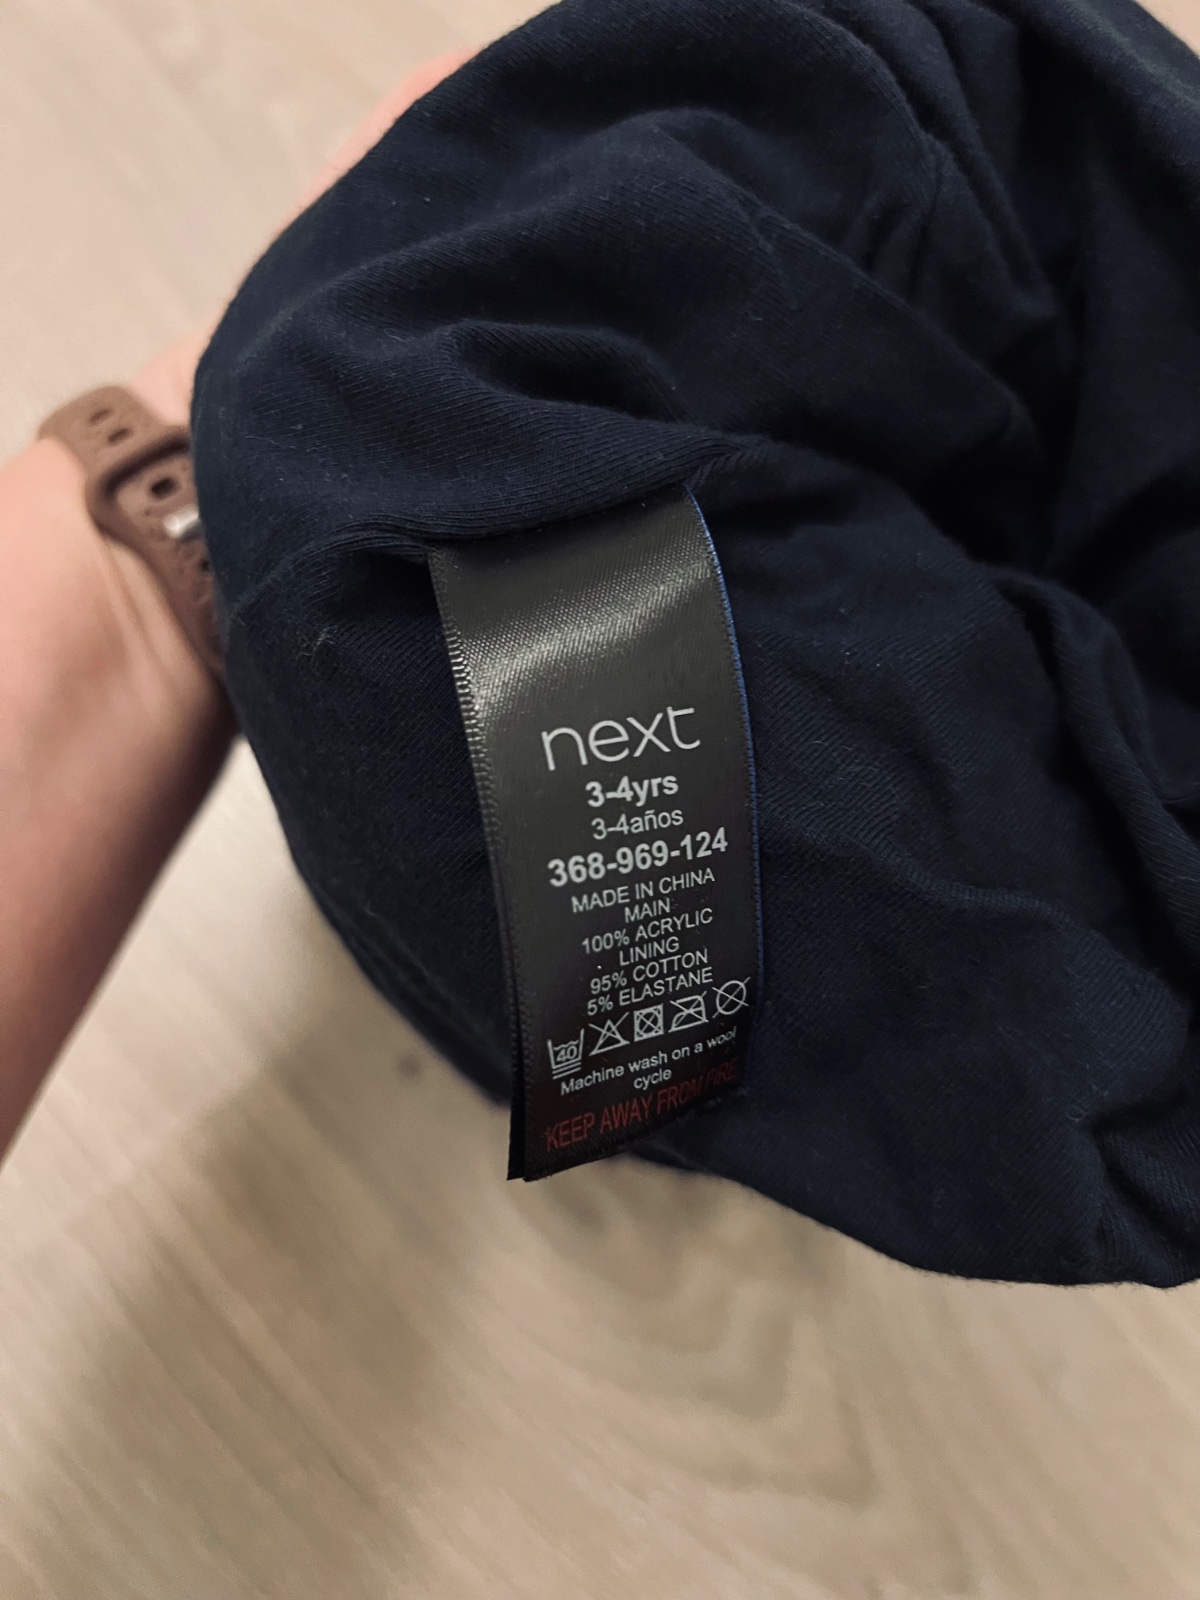 next
3-4yrs
3-4años
368-969-124
MADE IN CHINA
MAIN
100% ACRYLIC
LINING
95% COTTON
5% ELASTANE
40
Machine wash on a wool
cycle
KEEP AWAY FROM FIRE